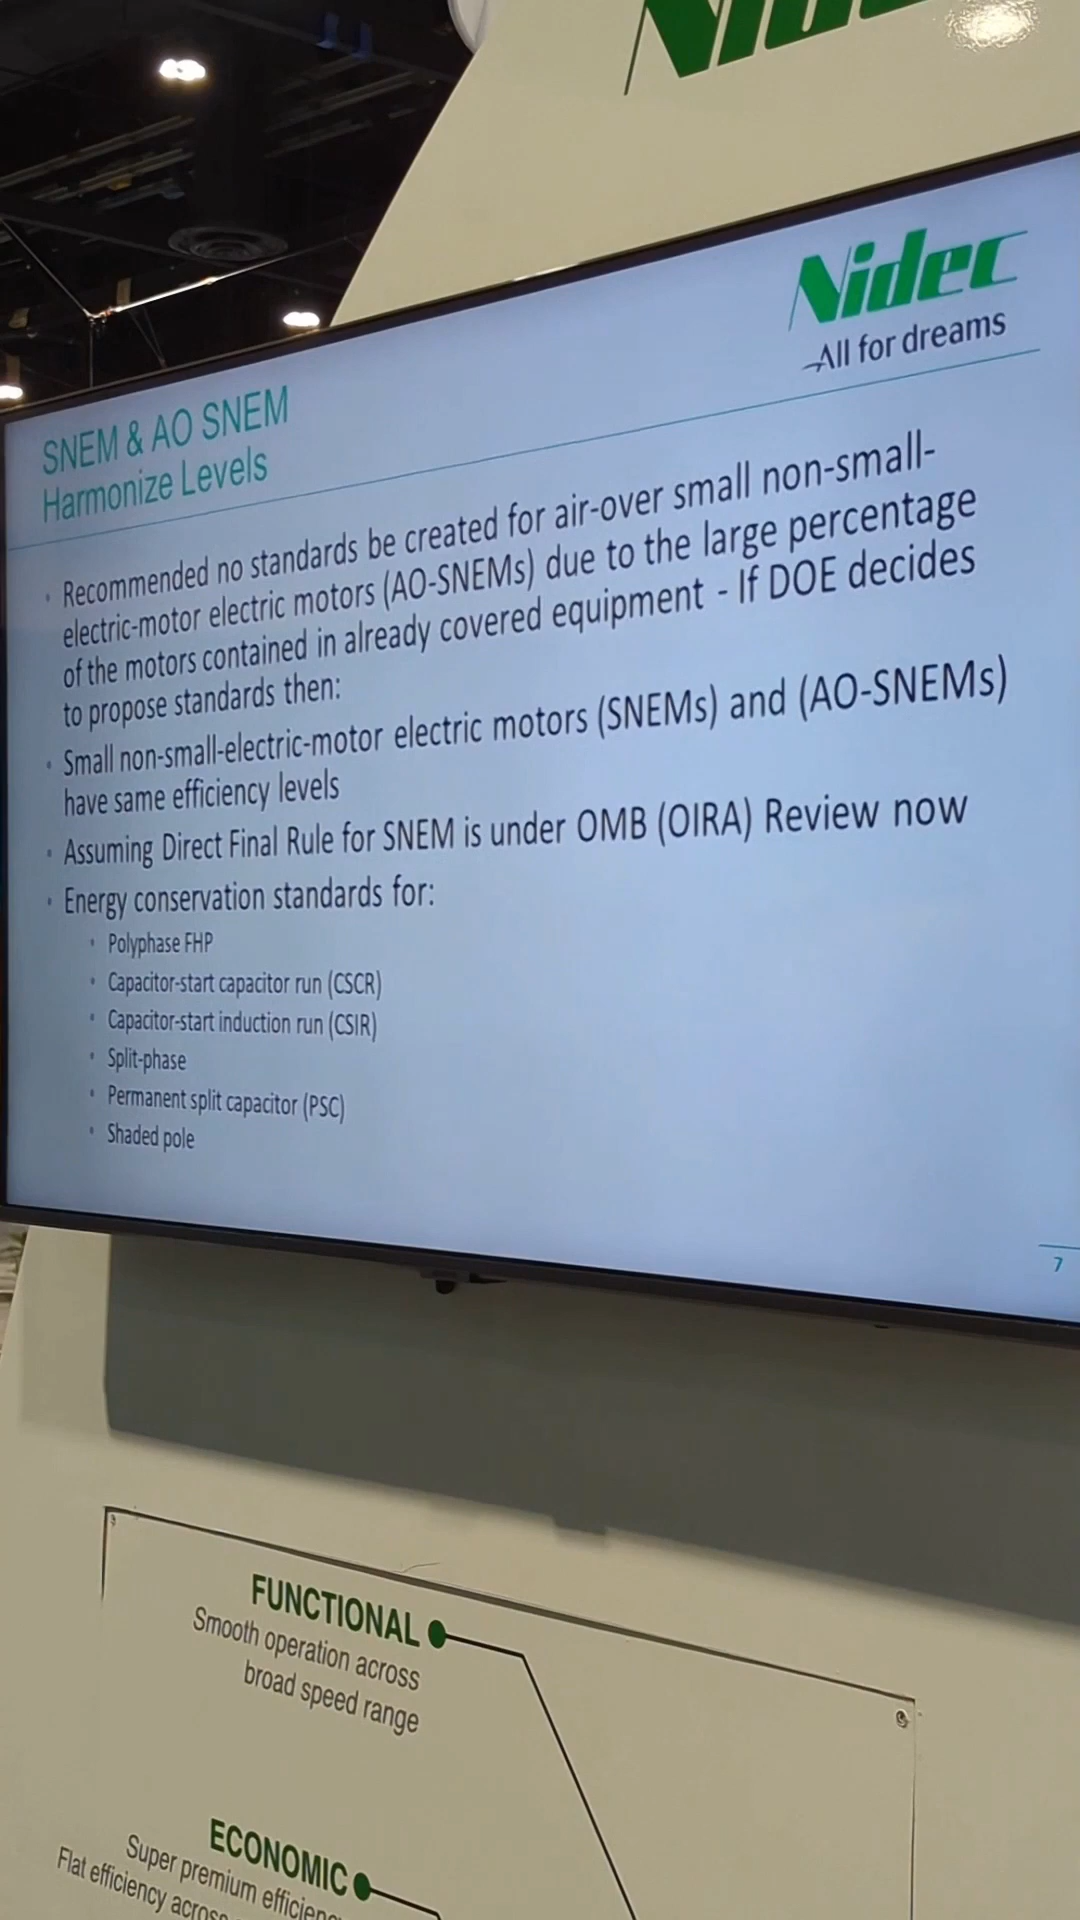 Nidec
All for dreams
SNEM & AO SNEM
Harmonize Levels
• Recommended no standards be created for air-over small non-small-
electric-motor electric motors (AO-SNEMs) due to the large percentage
of the motors contained in already covered equipment - If DOE decides
to propose standards then:
• Small non-small-electric-motor electric motors (SNEMs) and (AO-SNEMs)
have same efficiency levels
• Assuming Direct Final Rule for SNEM is under OMB (OIRA) Review now
• Energy conservation standards for:
• Polyphase FHP
• Capacitor-start capacitor run (CSCR)
• Capacitor-start induction run (CSIR)
• Split-phase
• Permanent split capacitor (PSC)
• Shaded pole
7
FUNCTIONAL
Smooth operation across
broad speed range
ECONOMIC
Super premium
Flat efficiency across